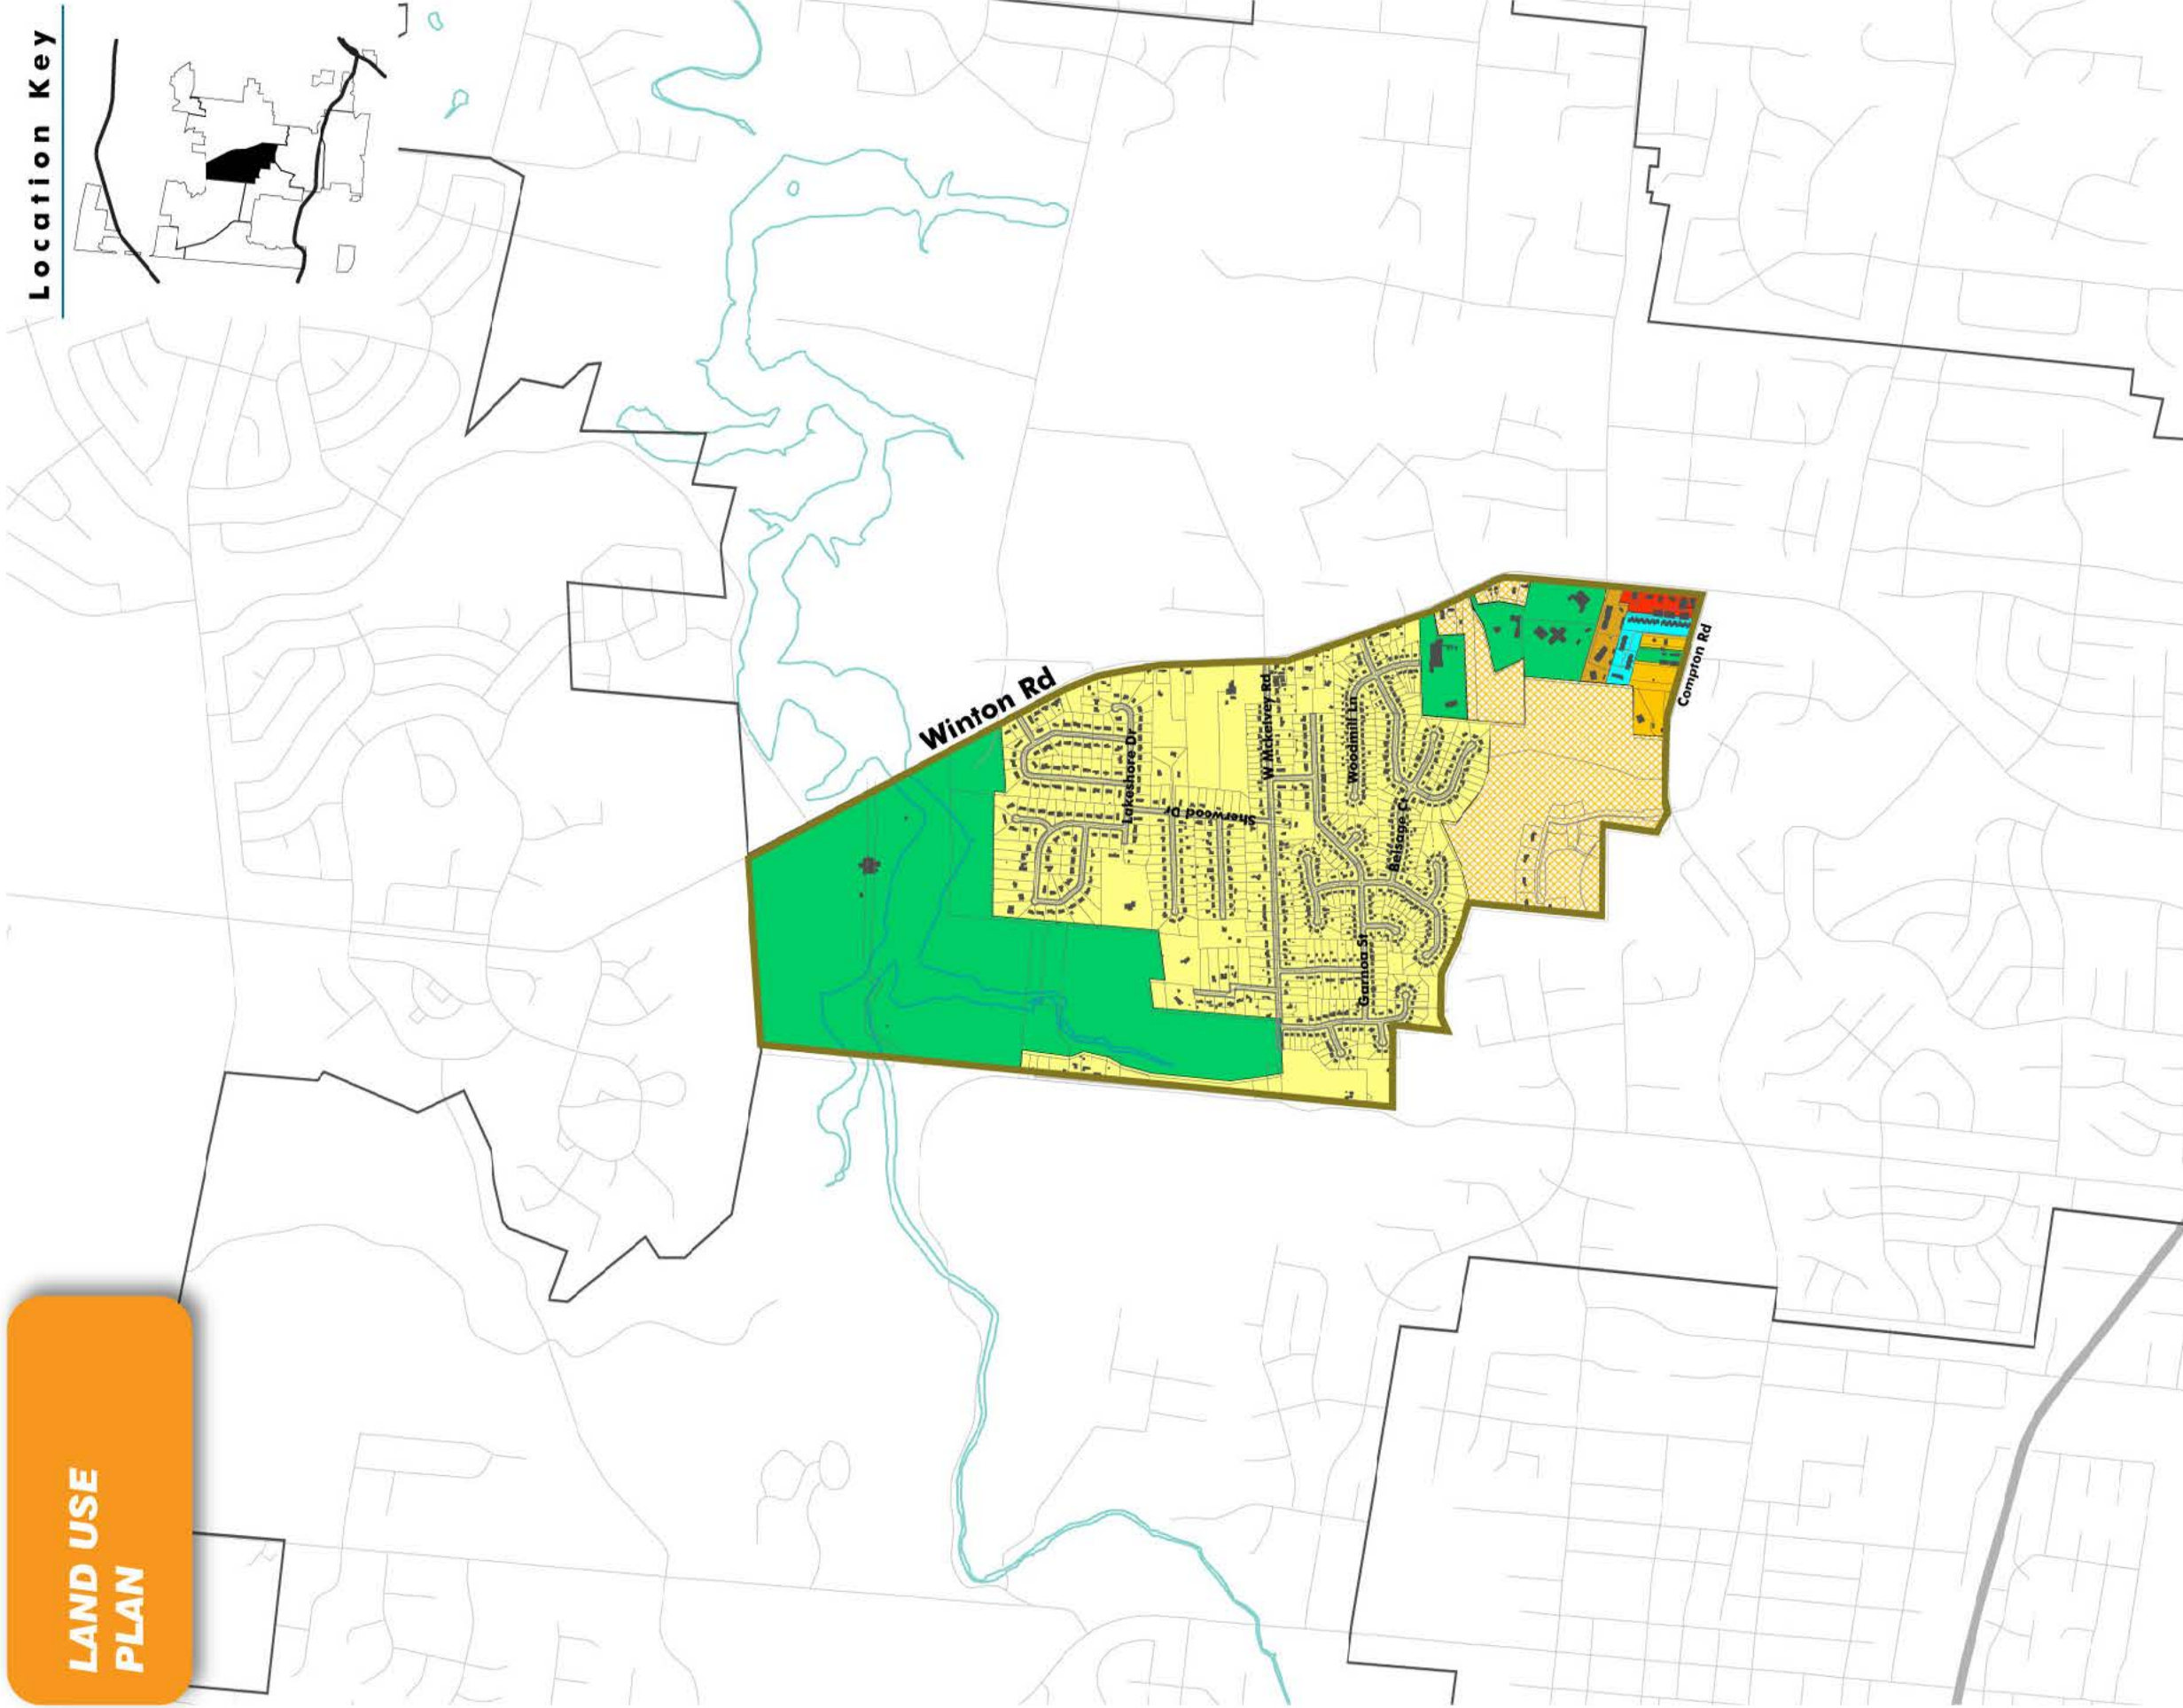 LAND USE
PLAN
Location Key
Winton Rd
Lakeshore Dr
Sherwood Dr
W Mckelvey Rd
Woodmill Ln
Belsage Ct
Garnoa St
Compton Rd